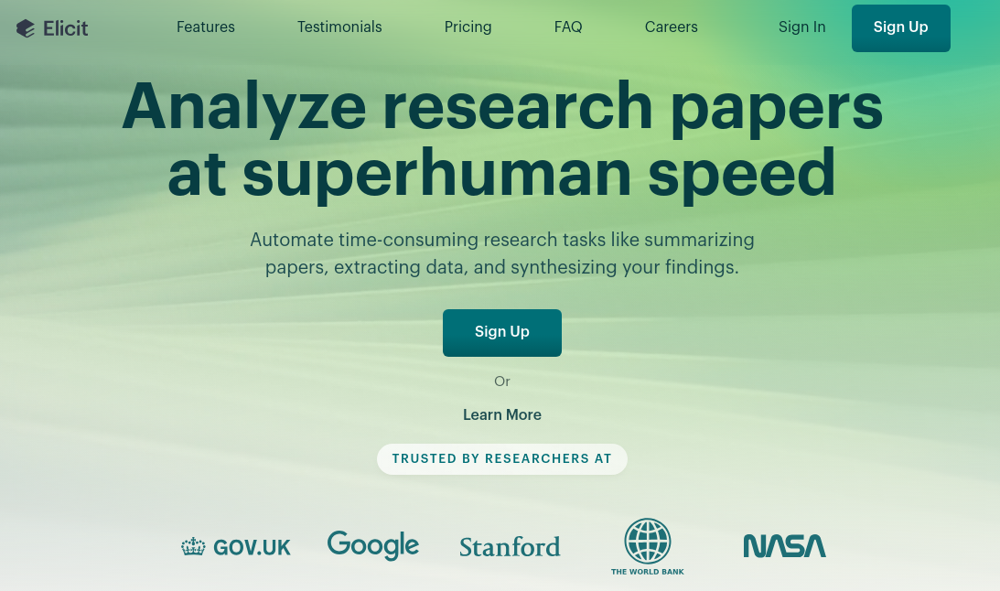 Elicit
Features
Testimonials
Pricing
FAQ
Careers
Sign In
Sign Up
Analyze research papers
at superhuman speed
Automate time-consuming research tasks like summarizing
papers, extracting data, and synthesizing your findings.
Sign Up
Or
Learn More
TRUSTED BY RESEARCHERS AT
GOV.UK
Google
Stanford
THE WORLD BANK
NASA